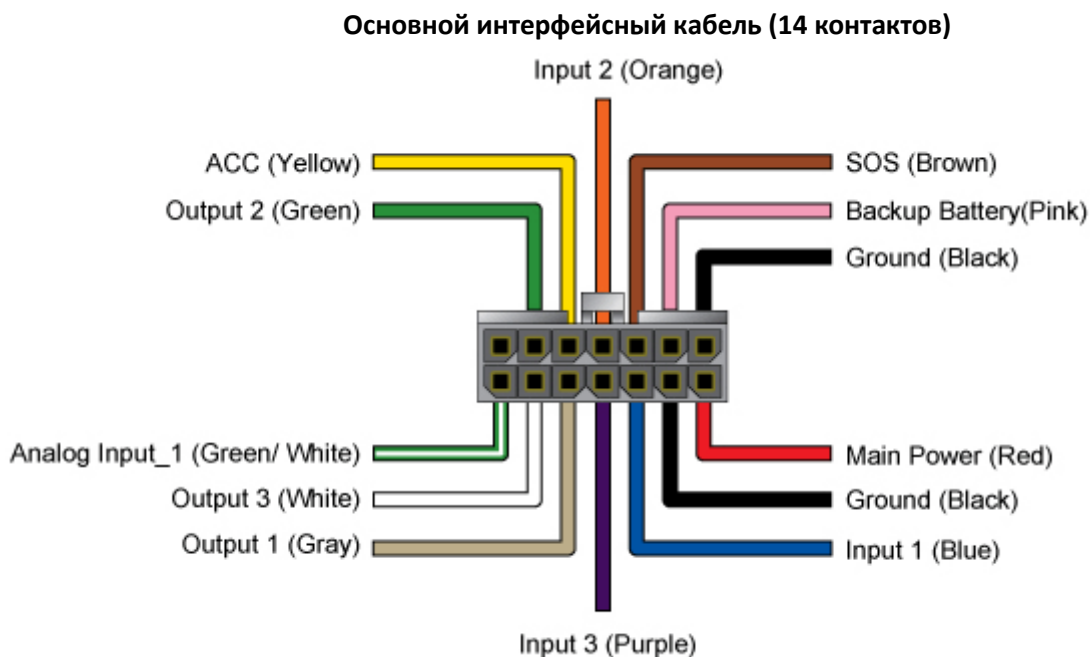 Основной интерфейсный кабель (14 контактов)
Input 2 (Orange)
ACC (Yellow)
SOS (Brown)
Output 2 (Green)
Backup Battery(Pink)
Ground (Black)
Analog Input_1 (Green/ White)
Main Power (Red)
Output 3 (White)
Ground (Black)
Output 1 (Gray)
Input 1 (Blue)
Input 3 (Purple)